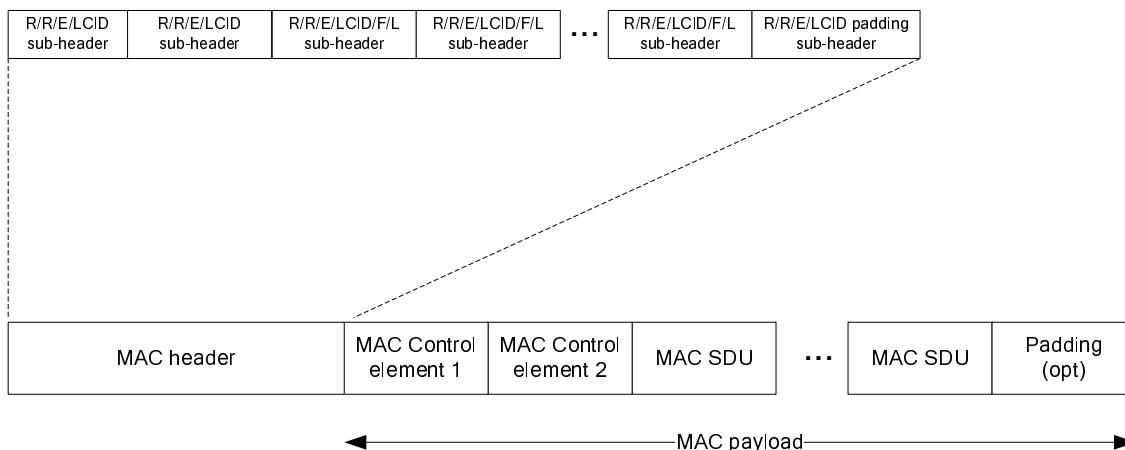 R/R/E/LCID
sub-header
R/R/E/LCID
sub-header
R/R/E/LCID/F/L
sub-header
R/R/E/LCID/F/L
sub-header
...
R/R/E/LCID/F/L
sub-header
R/R/E/LCID padding
sub-header
MAC header
MAC Control
element 1
MAC Control
element 2
MAC SDU
...
MAC SDU
Padding
(opt)
MAC payload